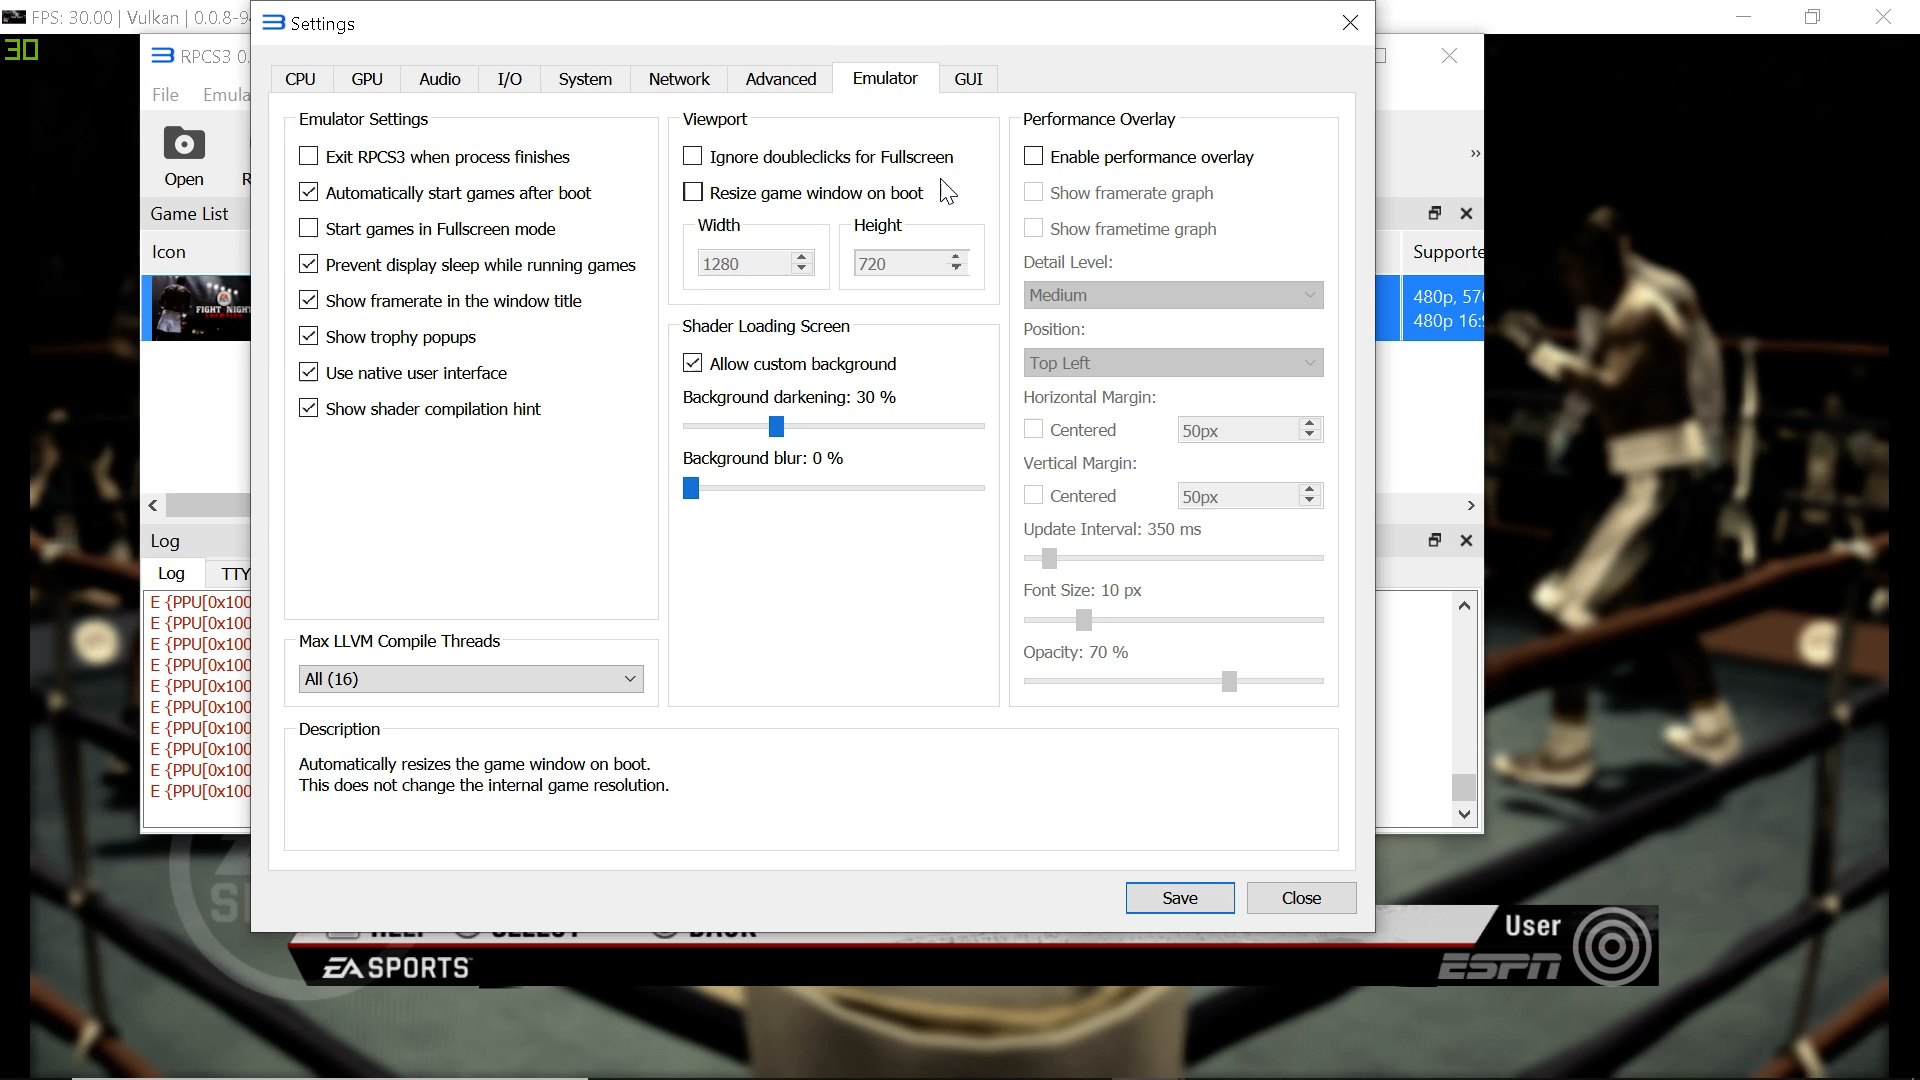 FPS: 30.00 | Vulkan | 0.0.8-9
30
RPCS3 0.
File Emula
Open R
Game List
Icon
FIGHT NIGHT
CHAMPION
Supporte
480p, 57
480p 16:
Log
Log TTY
E {PPU[0x100
E {PPU[0x100
E {PPU[0x100
E {PPU[0x100
E {PPU[0x100
E {PPU[0x100
E {PPU[0x100
E {PPU[0x100
E {PPU[0x100
E {PPU[0x100
Settings
CPU GPU Audio I/O System Network Advanced Emulator GUI
Emulator Settings
Exit RPCS3 when process finishes
Automatically start games after boot
Start games in Fullscreen mode
Prevent display sleep while running games
Show framerate in the window title
Show trophy popups
Use native user interface
Show shader compilation hint
Max LLVM Compile Threads
All (16)
Viewport
Ignore doubleclicks for Fullscreen
Resize game window on boot
Width Height
1280 720
Shader Loading Screen
Allow custom background
Background darkening: 30 %
Background blur: 0 %
Performance Overlay
Enable performance overlay
Show framerate graph
Show frametime graph
Detail Level:
Medium
Position:
Top Left
Horizontal Margin:
Centered 50px
Vertical Margin:
Centered 50px
Update Interval: 350 ms
Font Size: 10 px
Opacity: 70 %
Description
Automatically resizes the game window on boot.
This does not change the internal game resolution.
Save Close
HELP SELECT BACK
User
EA SPORTS
ESPN